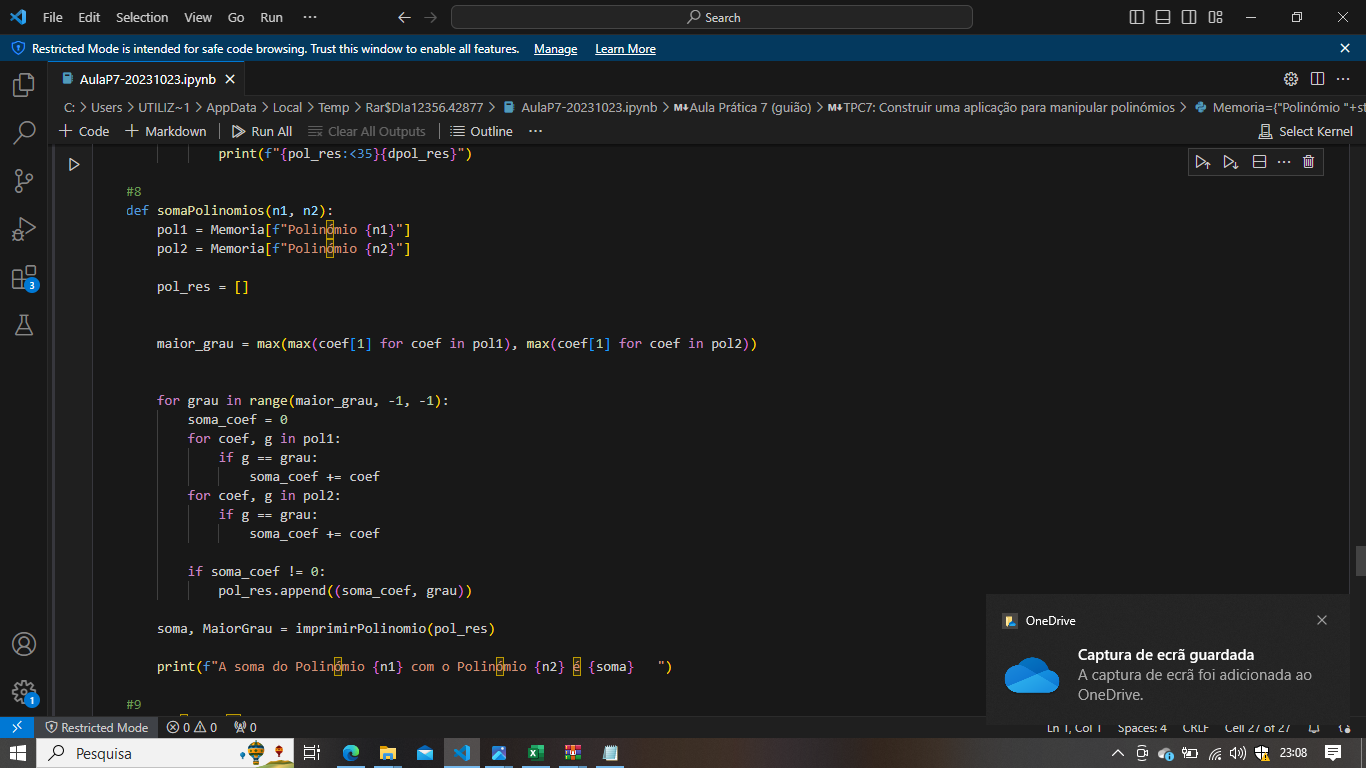 File Edit Selection View Go Run ··· Search
Restricted Mode is intended for safe code browsing. Trust this window to enable all features. Manage Learn More
AulaP7-20231023.ipynb
C: > Users > UTILIZ~1 > AppData > Local > Temp > Rar$DIa12356.42877 > AulaP7-20231023.ipynb > Aula Prática 7 (guião) > TPC7: Construir uma aplicação para manipular polinómios > Memoria={"Polinómio "+st
Code Markdown Run All Clear All Outputs Outline ··· Select Kernel
print(f"{pol_res:<35}{dpol_res}")
#8
def somaPolinomios(n1, n2):
pol1 = Memoria[f"Polinómio {n1}"]
pol2 = Memoria[f"Polinómio {n2}"]
pol_res = []
maior_grau = max(max(coef[1] for coef in pol1), max(coef[1] for coef in pol2))
for grau in range(maior_grau, -1, -1):
soma_coef = 0
for coef, g in pol1:
if g == grau:
soma_coef += coef
for coef, g in pol2:
if g == grau:
soma_coef += coef
if soma_coef != 0:
pol_res.append((soma_coef, grau))
soma, MaiorGrau = imprimirPolinomio(pol_res)
print(f"A soma do Polinómio {n1} com o Polinómio {n2} é {soma}   ")
#9
3
1
OneDrive
Captura de ecrã guardada
A captura de ecrã foi adicionada ao
OneDrive.
Restricted Mode 0 0 0 Ln 1, Col 1 Spaces: 4 CRLF Cell 27 of 27
Pesquisa 23:08